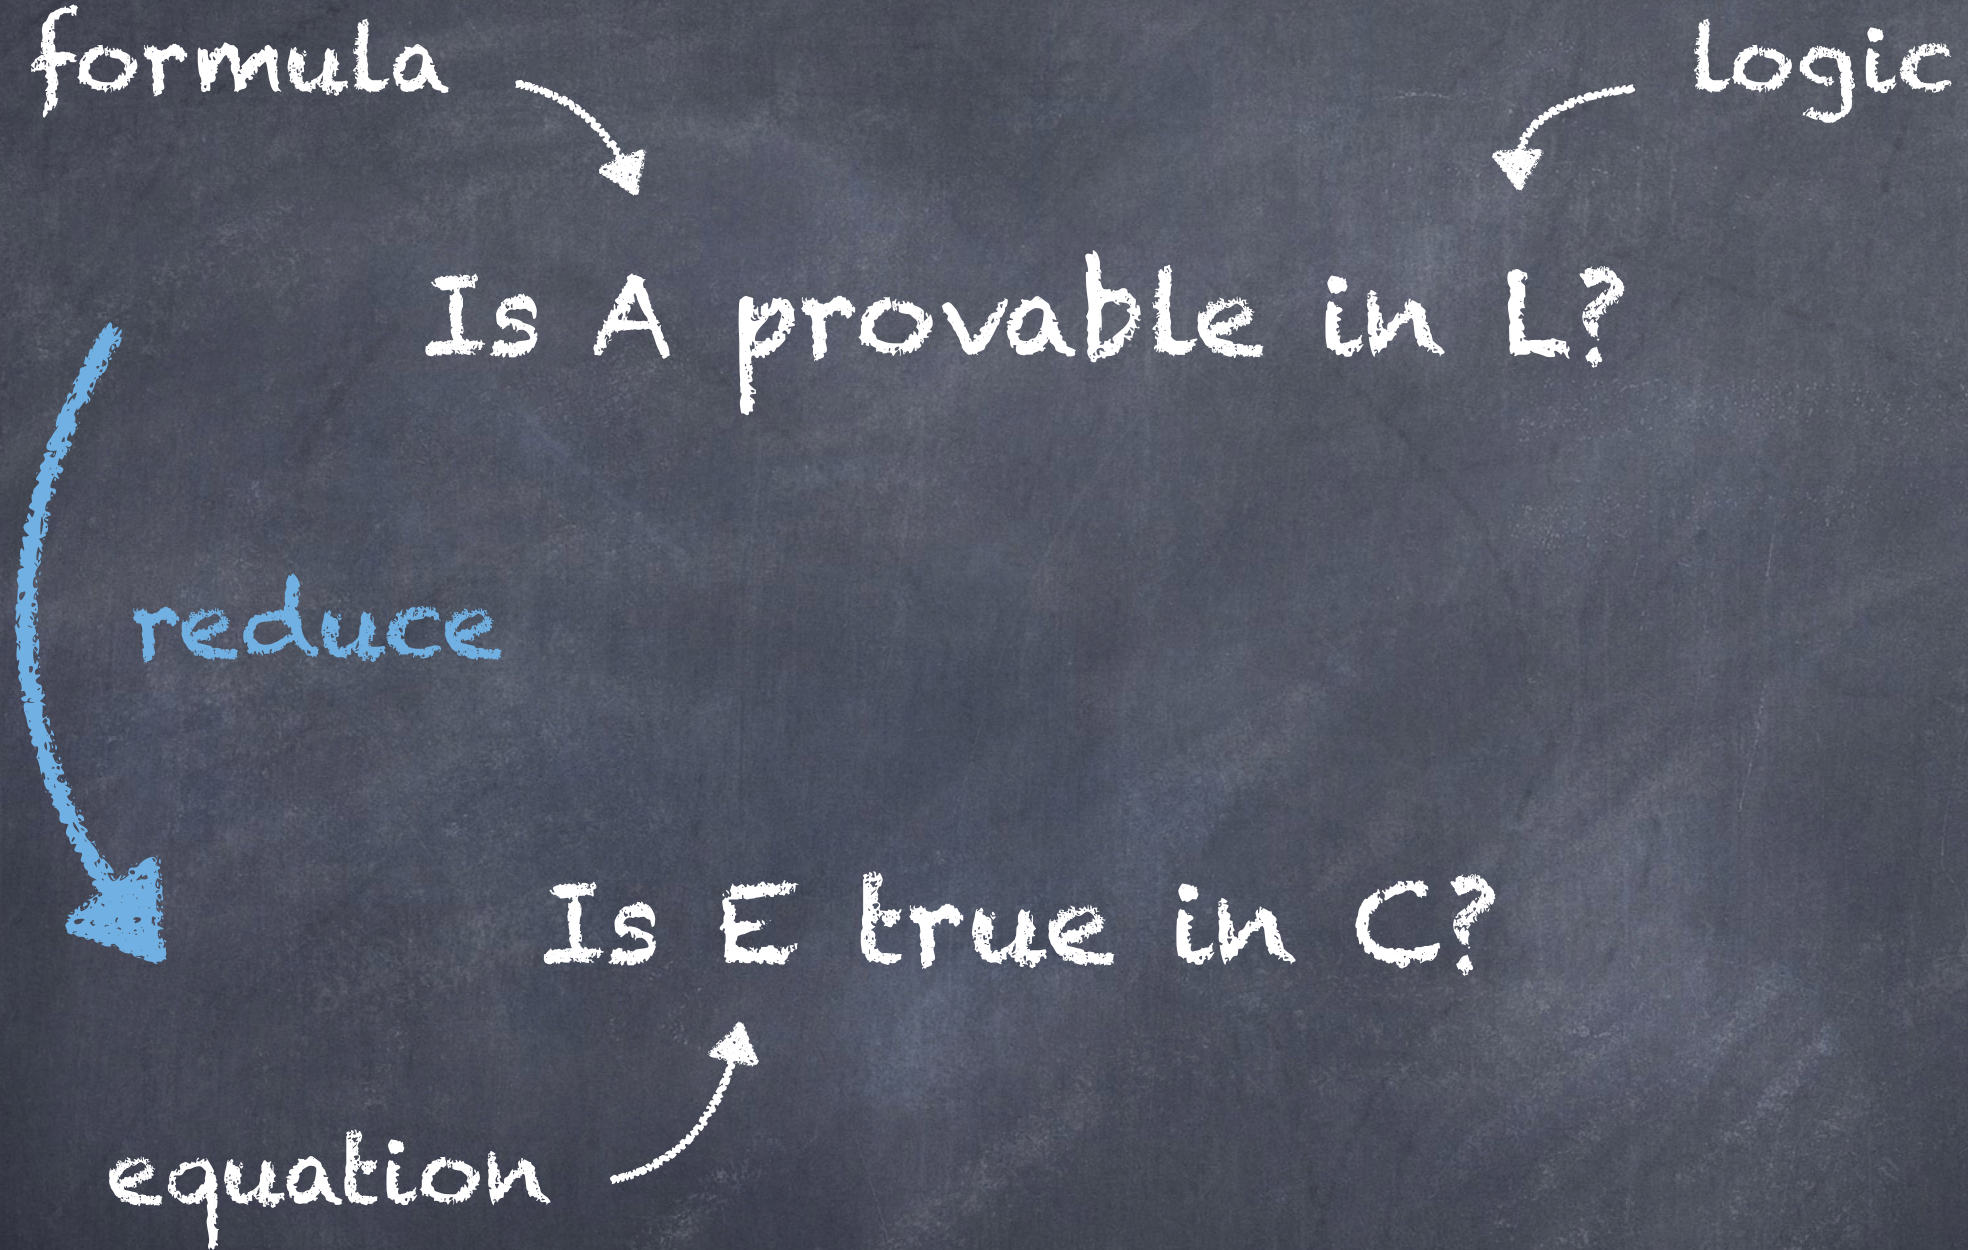 formula
logic
Is A provable in L?
reduce
Is E true in C?
equation